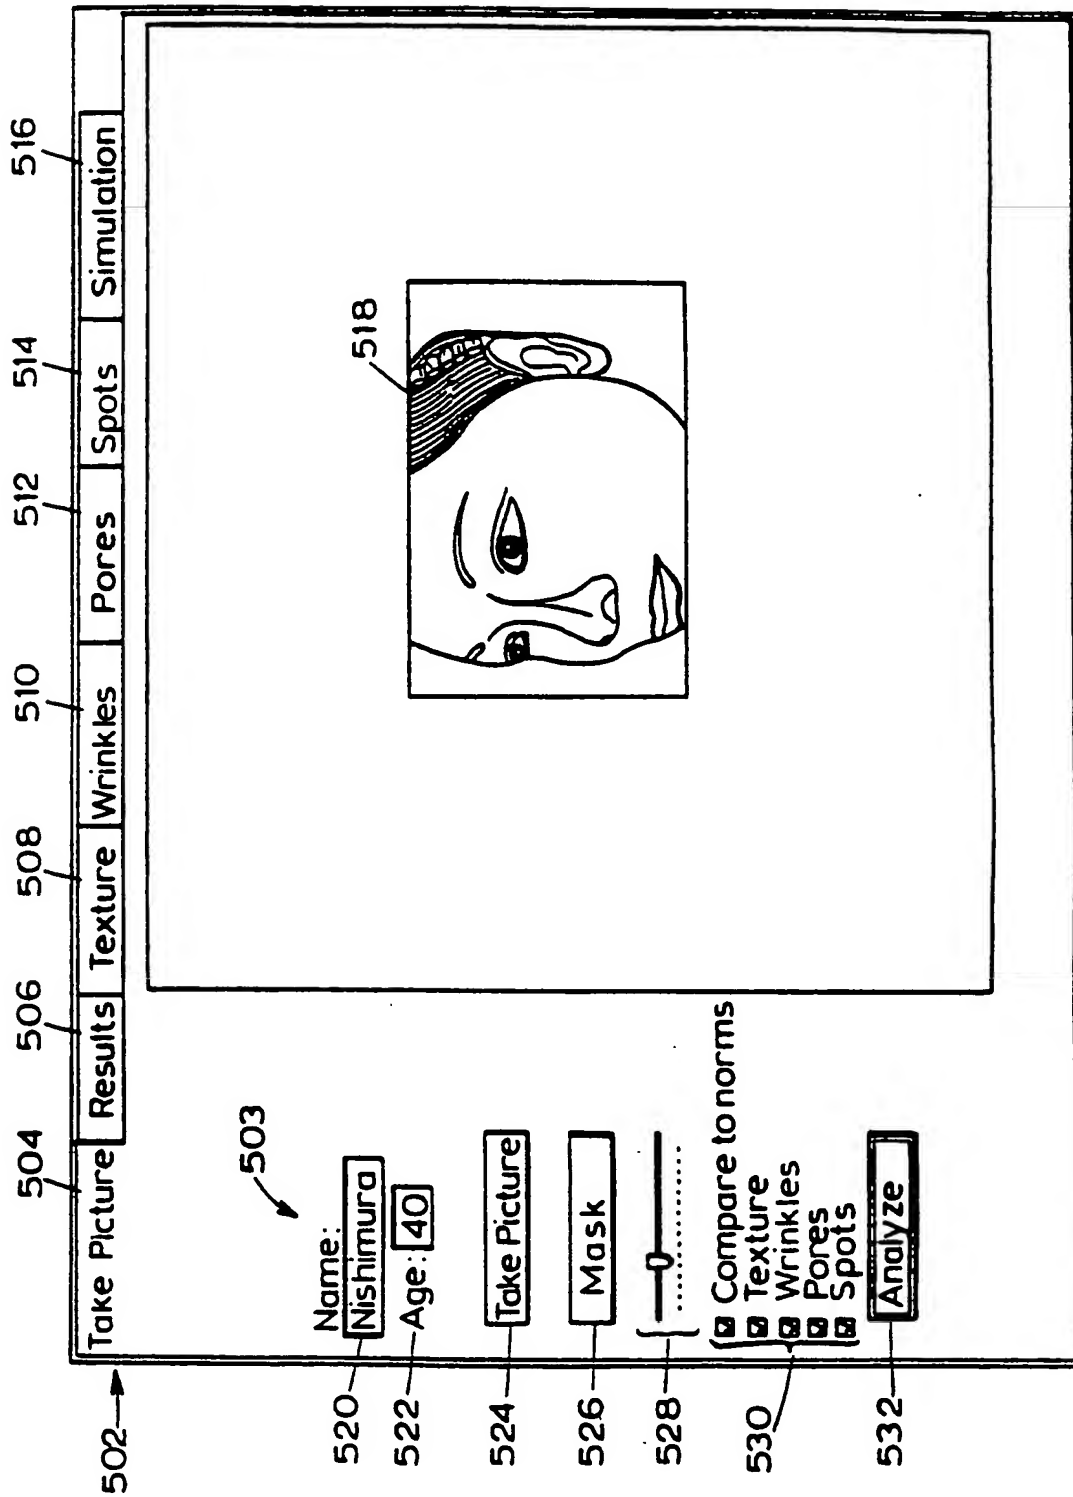 504 506 508 510 512 514 516
Take Picture Results Texture Wrinkles Pores Spots Simulation
502
503
518
Name:
520 Nishimura
522 Age: 40
524 Take Picture
526 Mask
528
530
Compare to norms
Texture
Wrinkles
Pores
Spots
532 Analyze